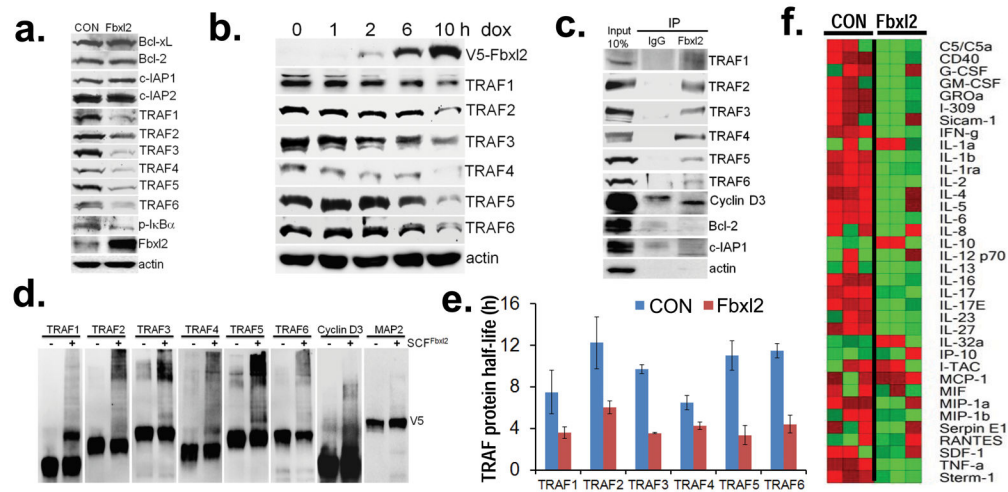 a.
CON Fbxl2
Bcl-xL
Bcl-2
c-IAP1
c-IAP2
TRAF1
TRAF2
TRAF3
TRAF4
TRAF5
TRAF6
p-IκBα
Fbxl2
actin
b.
0 1 2 6 10 h dox
V5-Fbxl2
TRAF1
TRAF2
TRAF3
TRAF4
TRAF5
TRAF6
actin
c.
IP
Input 10% IgG Fbxl2
TRAF1
TRAF2
TRAF3
TRAF4
TRAF5
TRAF6
Cyclin D3
Bcl-2
c-IAP1
actin
d.
TRAF1 TRAF2 TRAF3 TRAF4 TRAF5 TRAF6 Cyclin D3 MAP2
- + - + - + - + - + - + - + - + SCFFbxl2
V5
e.
CON Fbxl2
TRAF protein half-life (h)
16
12
8
4
0
TRAF1 TRAF2 TRAF3 TRAF4 TRAF5 TRAF6
f.
CON Fbxl2
C5/C5a
CD40
G-CSF
GM-CSF
GROa
I-309
Sicam-1
IFN-g
IL-1a
IL-1b
IL-1ra
IL-2
IL-4
IL-5
IL-6
IL-8
IL-10
IL-12 p70
IL-13
IL-16
IL-17
IL-17E
IL-23
IL-27
IL-32a
IP-10
I-TAC
MCP-1
MIF
MIP-1a
MIP-1b
Serpin E1
RANTES
SDF-1
TNF-a
Sterm-1